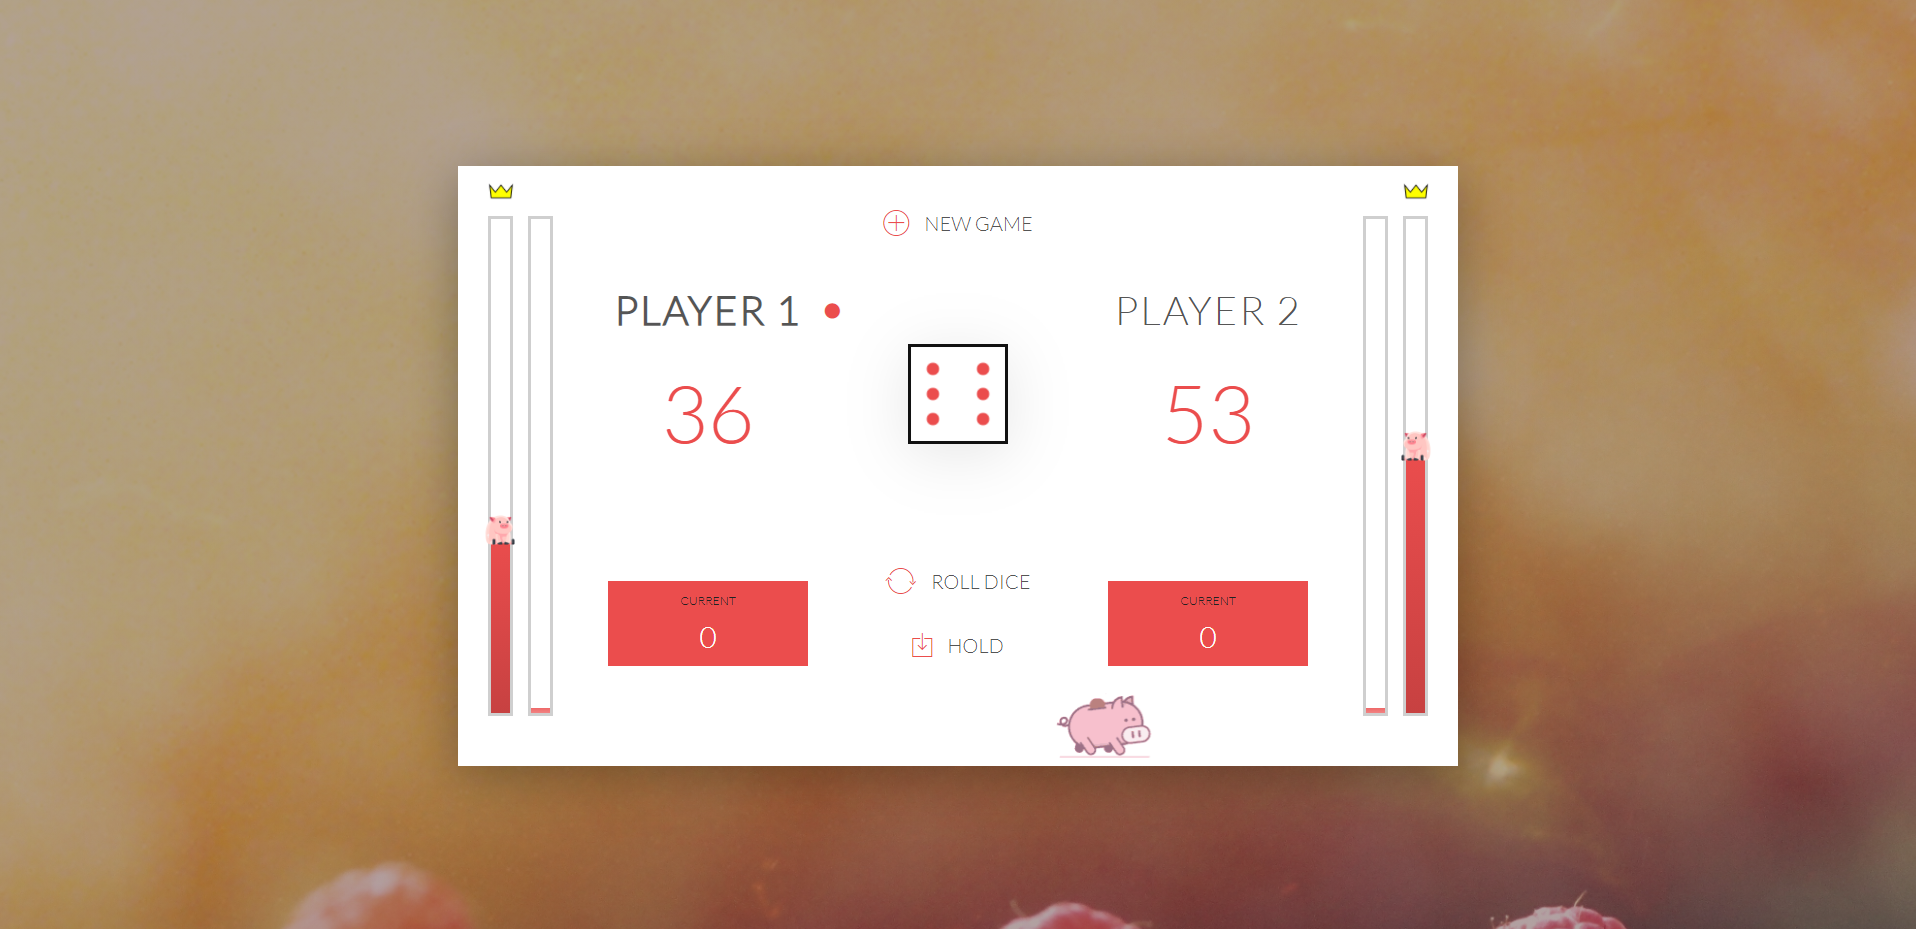 NEW GAME
PLAYER 1
PLAYER 2
36
53
ROLL DICE
CURRENT
0
CURRENT
0
HOLD